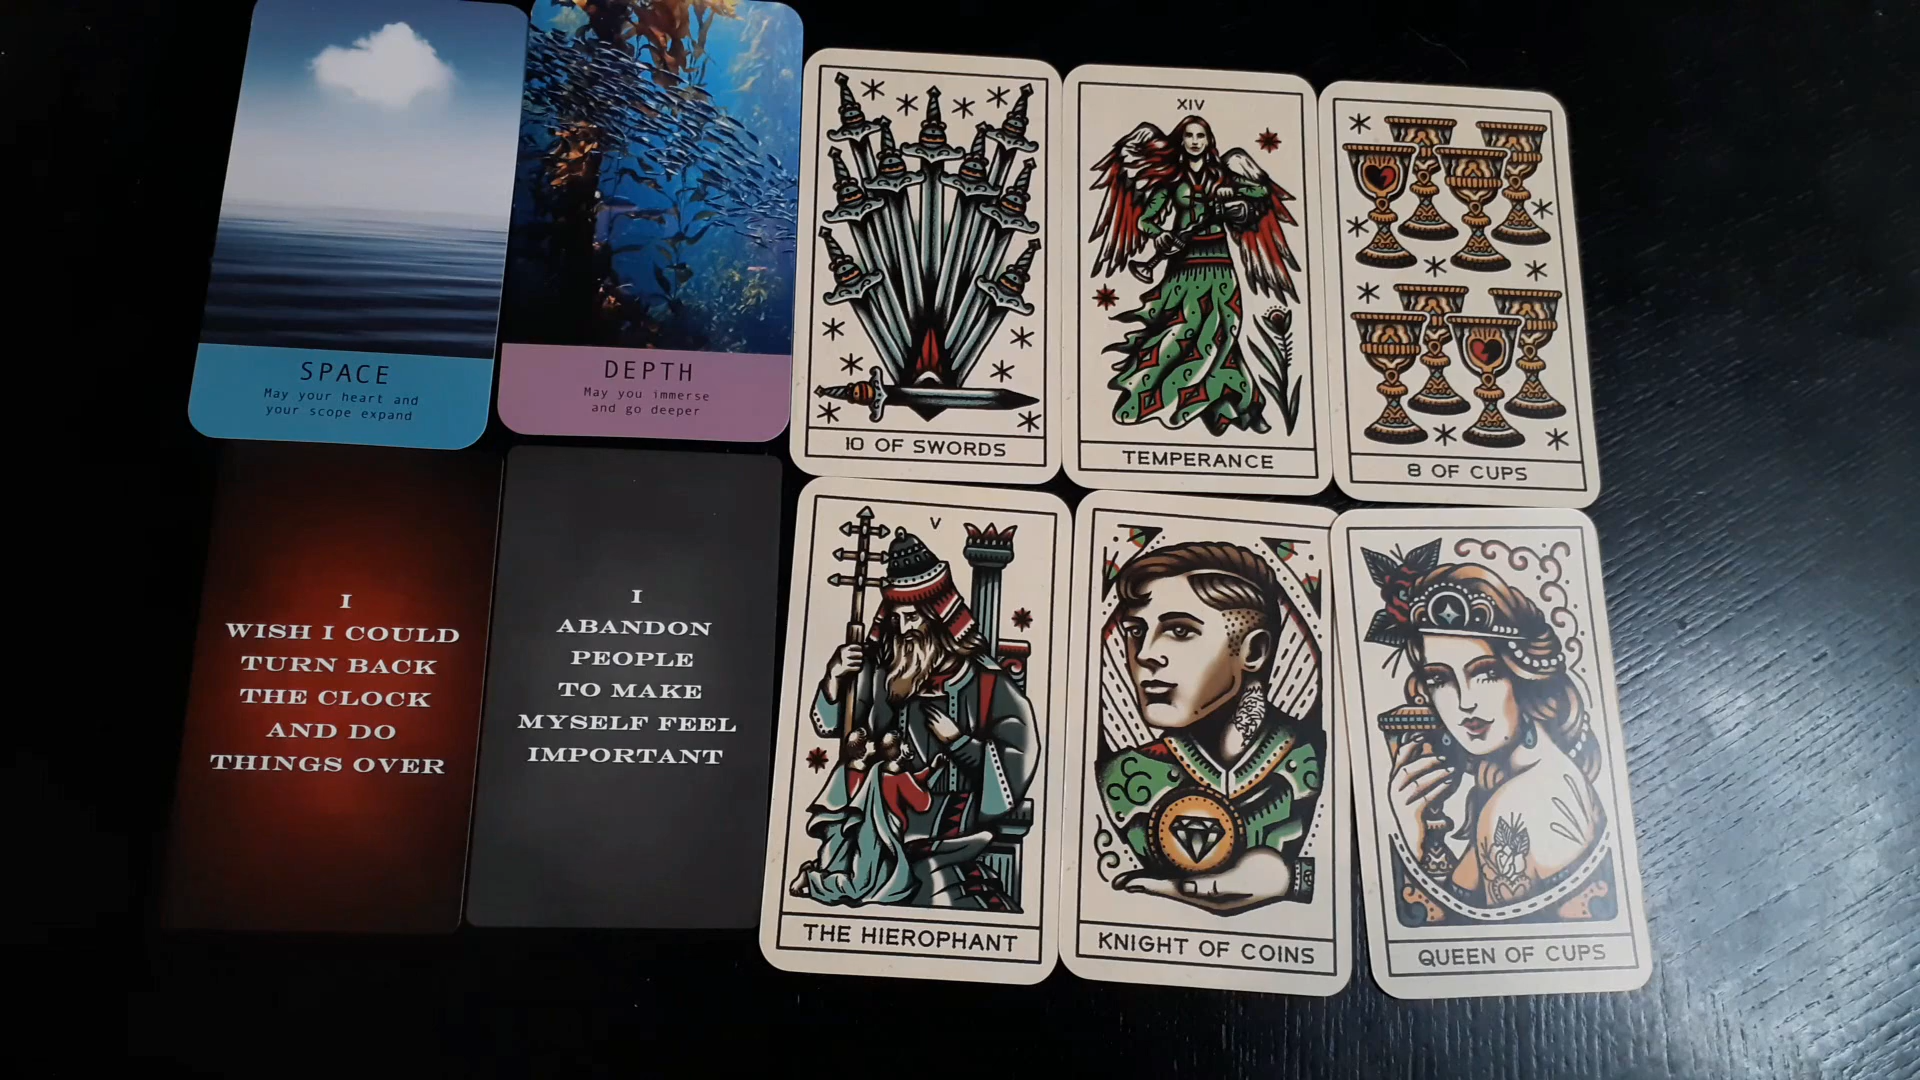 SPACE
May your heart and
your scope expand
DEPTH
May you immerse
and go deeper
10 OF SWORDS
XIV
TEMPERANCE
8 OF CUPS
I
WISH I COULD
TURN BACK
THE CLOCK
AND DO
THINGS OVER
I
ABANDON
PEOPLE
TO MAKE
MYSELF FEEL
IMPORTANT
V
THE HIEROPHANT
KNIGHT OF COINS
QUEEN OF CUPS